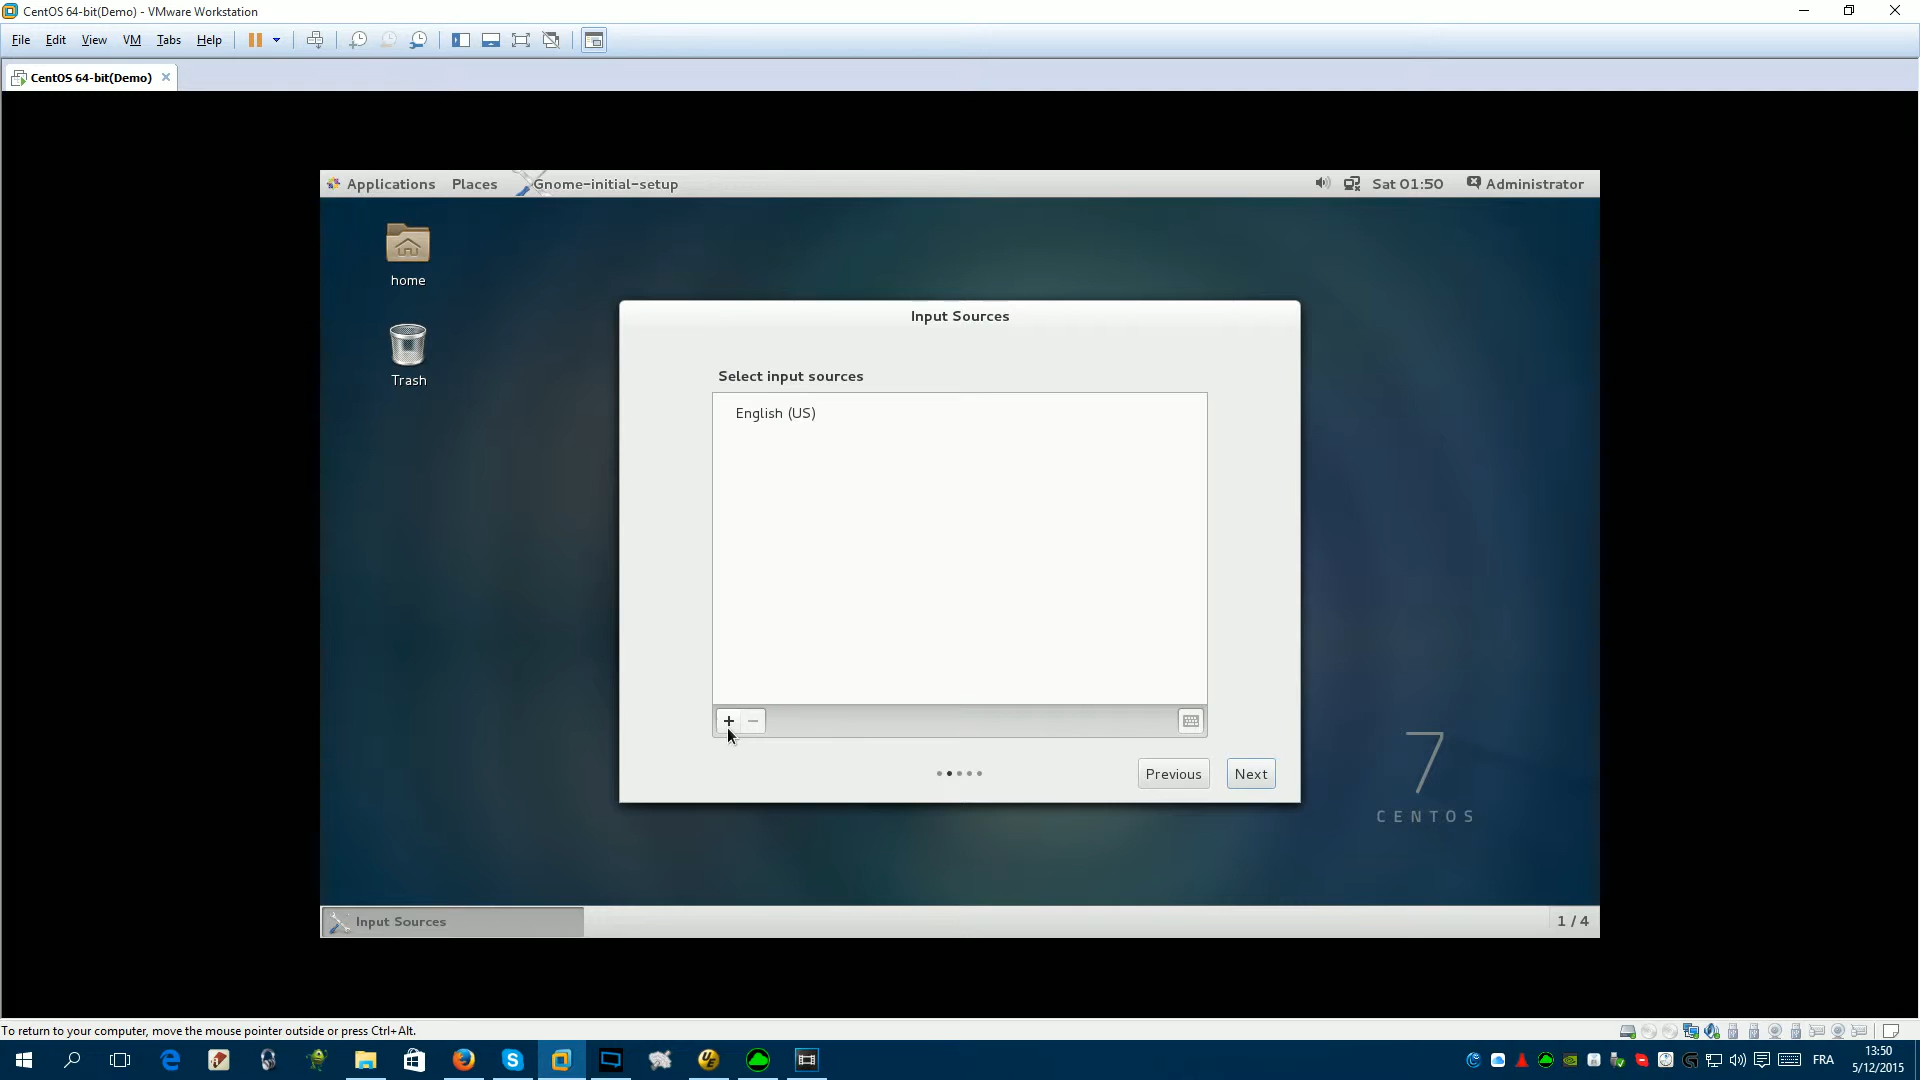 CentOS 64-bit(Demo) - VMware Workstation
File Edit View VM Tabs Help
CentOS 64-bit(Demo)
Applications Places Gnome-initial-setup Sat 01:50 Administrator
home
Trash
Input Sources
Select input sources
English (US)
Previous Next
7
CENTOS
Input Sources 1 / 4
To return to your computer, move the mouse pointer outside or press Ctrl+Alt.
FRA
13:50
5/12/2015